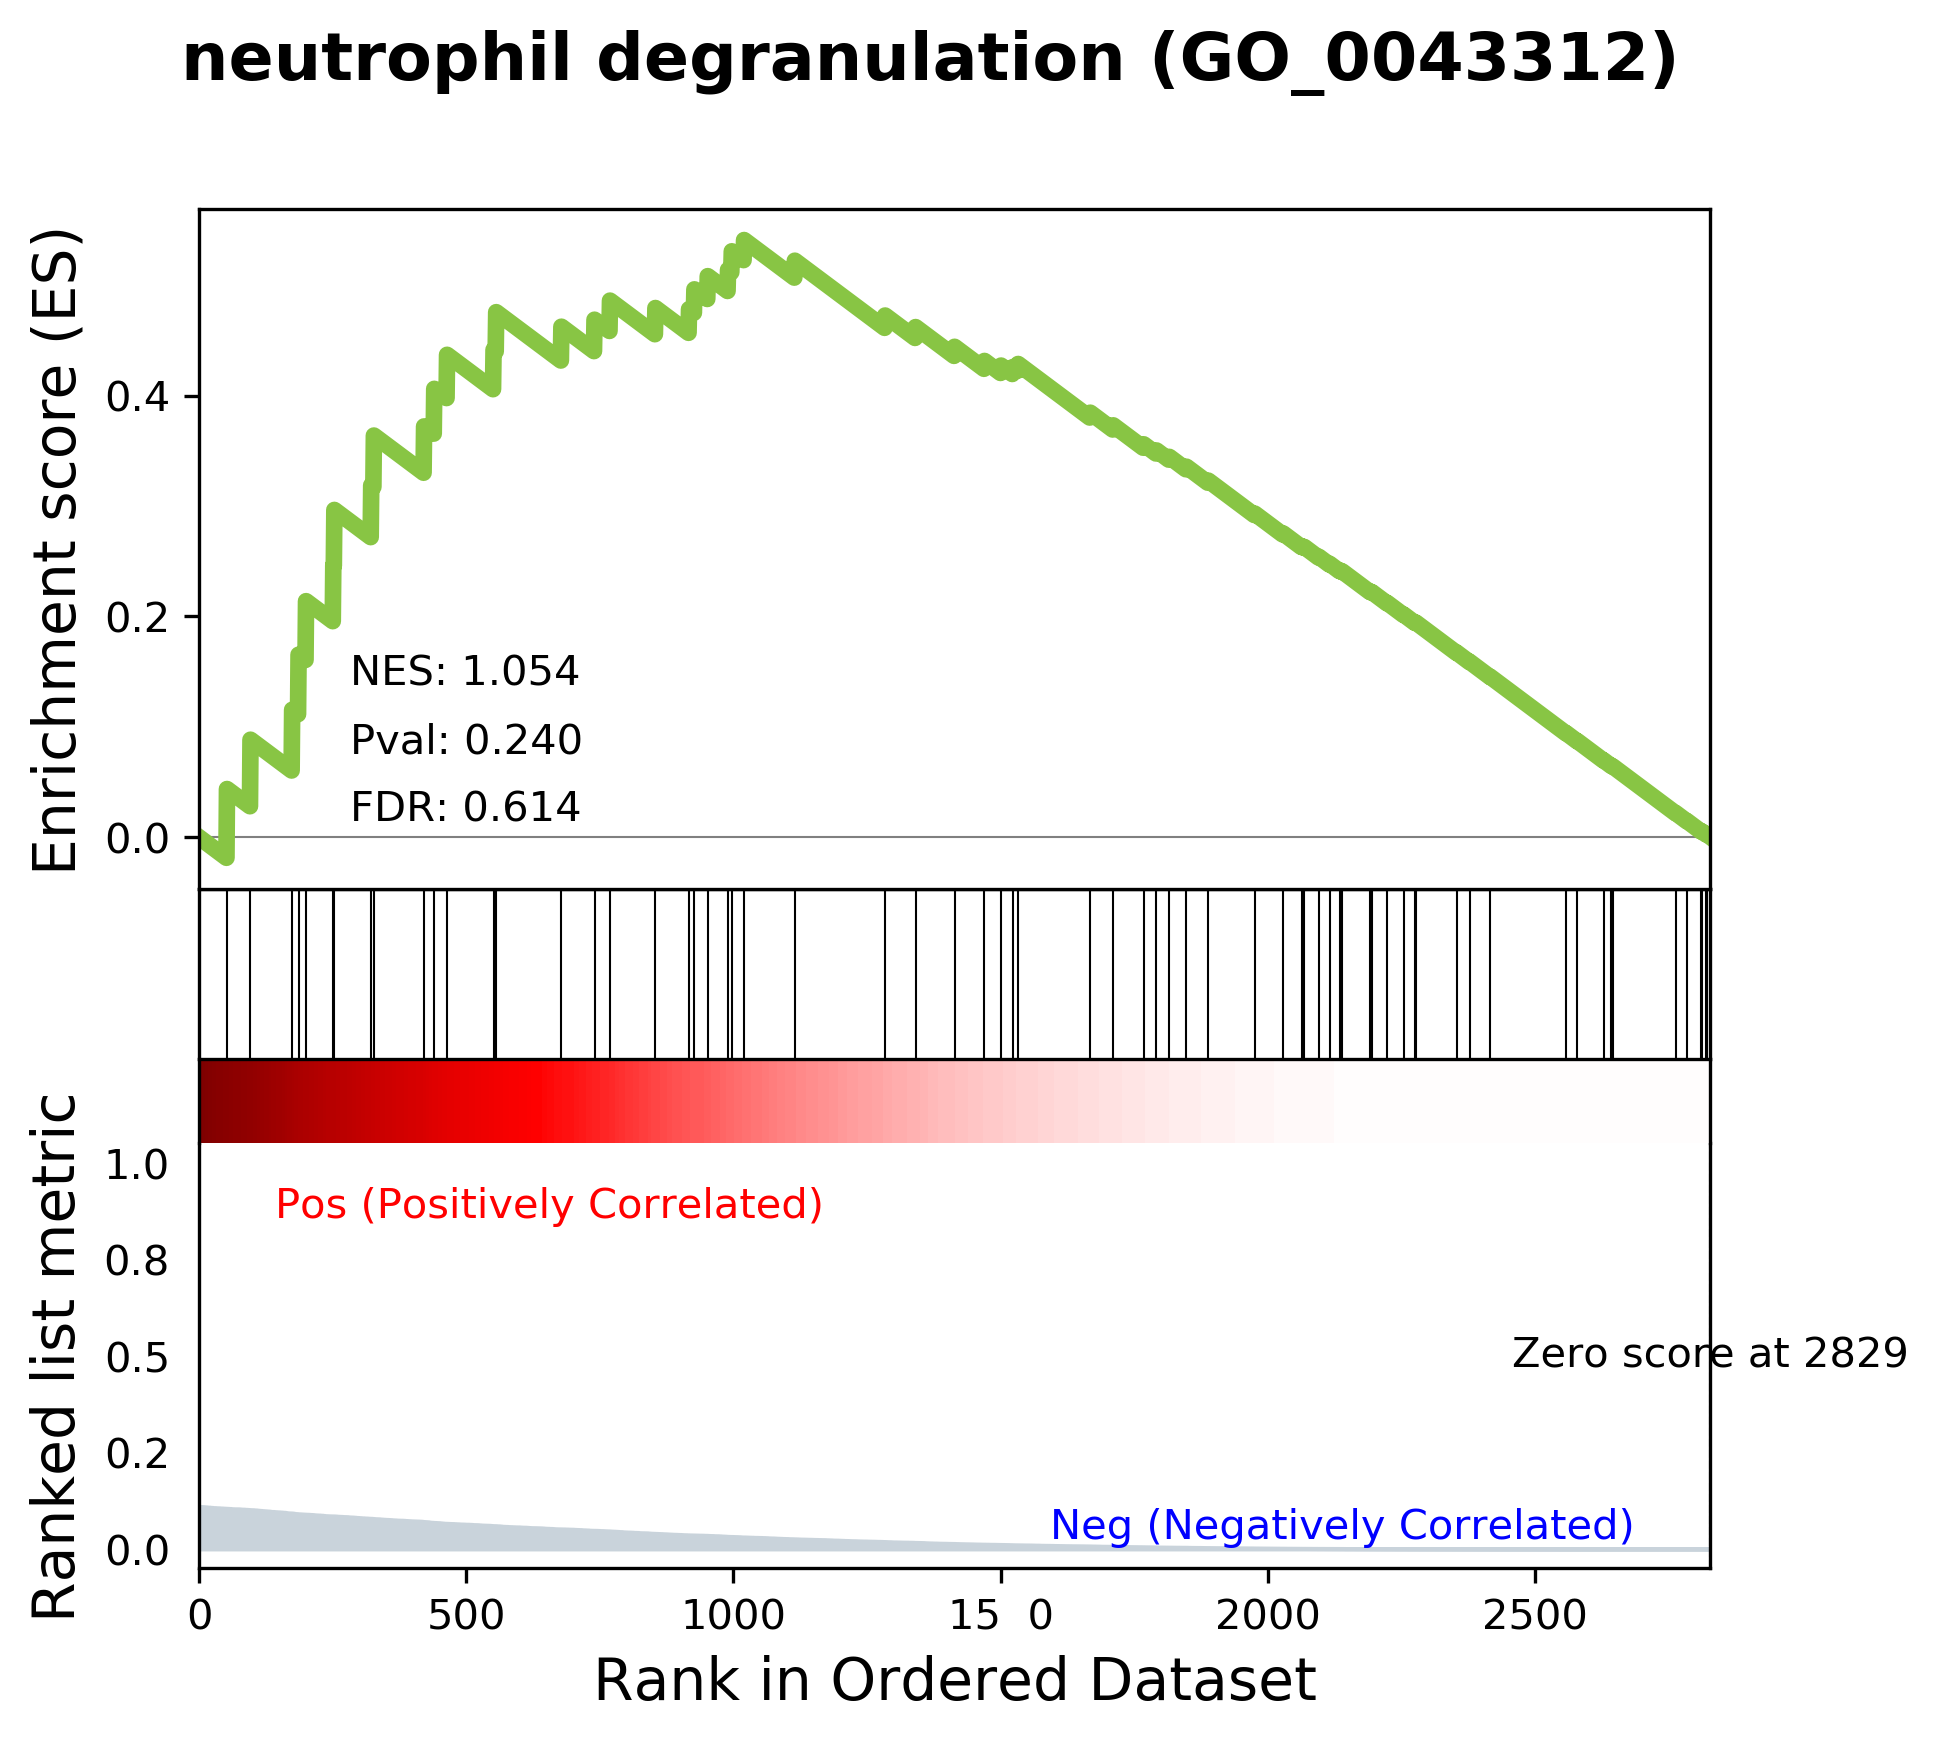 neutrophil degranulation (GO_0043312)
Enrichment score (ES)
0.4
0.2
0.0
NES: 1.054
Pval: 0.240
FDR: 0.614
Ranked list metric
1.0
0.8
0.5
0.2
0.0
Pos (Positively Correlated)
Zero score at 2829
Neg (Negatively Correlated)
0 500 1000 15 0 2000 2500
Rank in Ordered Dataset